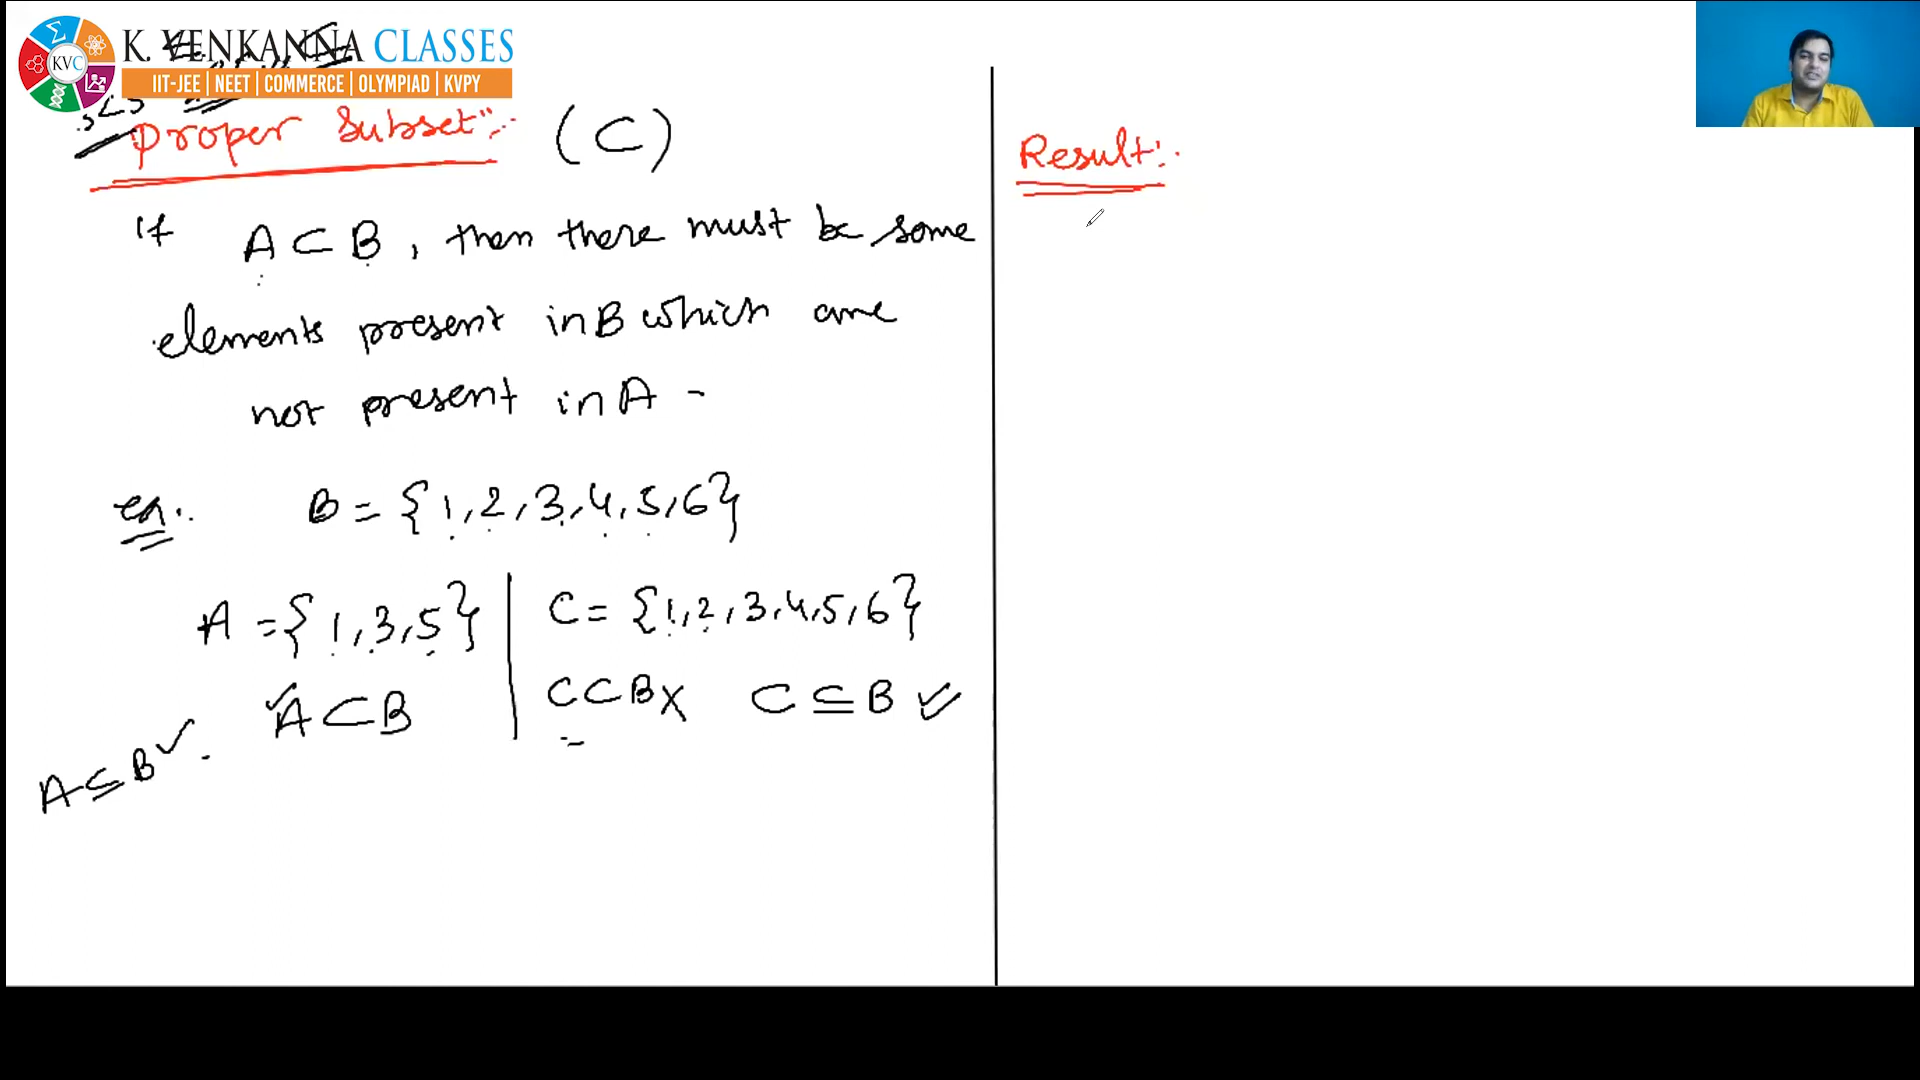 K. VENKANNA CLASSES
KVC
IIT-JEE | NEET | COMMERCE | OLYMPIAD | KVPY
Proper Subset :- (⊂)
If A ⊂ B, then there must be some
elements present in B which are
not present in A -
ex. B = {1, 2, 3, 4, 5, 6}
A = {1, 3, 5}
A ⊂ B ✓
A ⊆ B ✓
C = {1, 2, 3, 4, 5, 6}
C ⊂ B X C ⊆ B ✓
Result :-